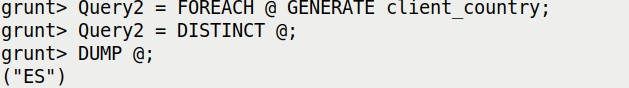 grunt> Query2 = FOREACH @ GENERATE client_country;
grunt> Query2 = DISTINCT @;
grunt> DUMP @;
("ES")